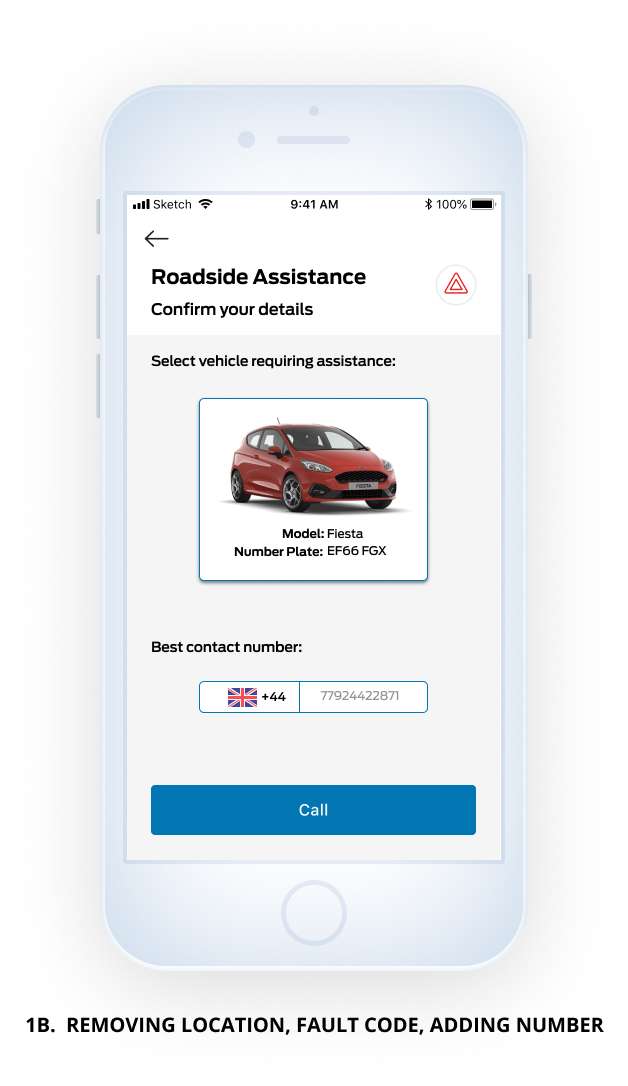 Sketch 9:41 AM 100%
Roadside Assistance
Confirm your details
Select vehicle requiring assistance:
FIESTA
Model: Fiesta
Number Plate: EF66 FGX
Best contact number:
+44 77924422871
Call
1B. REMOVING LOCATION, FAULT CODE, ADDING NUMBER